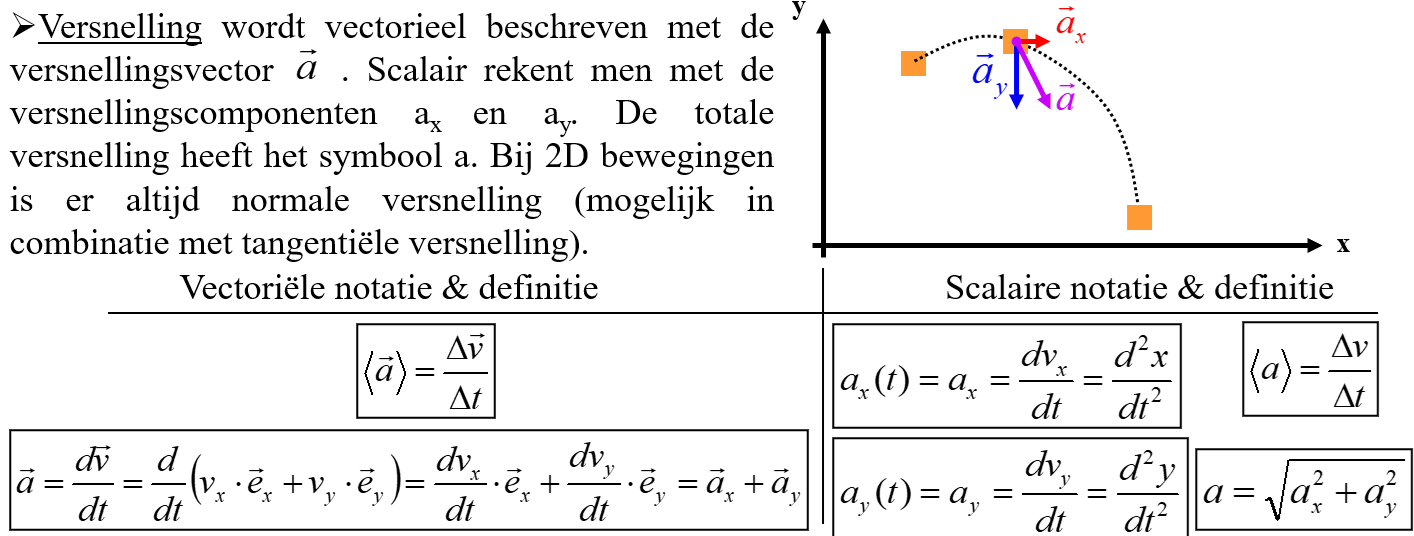 ➢Versnelling wordt vectorieel beschreven met de
versnellingsvector $\vec{a}$ . Scalair rekent men met de
versnellingscomponenten a_x en a_y. De totale
versnelling heeft het symbool a. Bij 2D bewegingen
is er altijd normale versnelling (mogelijk in
combinatie met tangentiële versnelling).
y
$\vec{a}_x$
$\vec{a}_y$
$\vec{a}$
x
Vectoriële notatie & definitie
$\langle \vec{a} \rangle = \frac{\Delta \vec{v}}{\Delta t}$
$\vec{a} = \frac{d\vec{v}}{dt} = \frac{d}{dt}\left(v_x \cdot \vec{e}_x + v_y \cdot \vec{e}_y\right) = \frac{dv_x}{dt} \cdot \vec{e}_x + \frac{dv_y}{dt} \cdot \vec{e}_y = \vec{a}_x + \vec{a}_y$
Scalaire notatie & definitie
$a_x(t) = a_x = \frac{dv_x}{dt} = \frac{d^2x}{dt^2}$
$\langle a \rangle = \frac{\Delta v}{\Delta t}$
$a_y(t) = a_y = \frac{dv_y}{dt} = \frac{d^2y}{dt^2}$
$a = \sqrt{a_x^2 + a_y^2}$